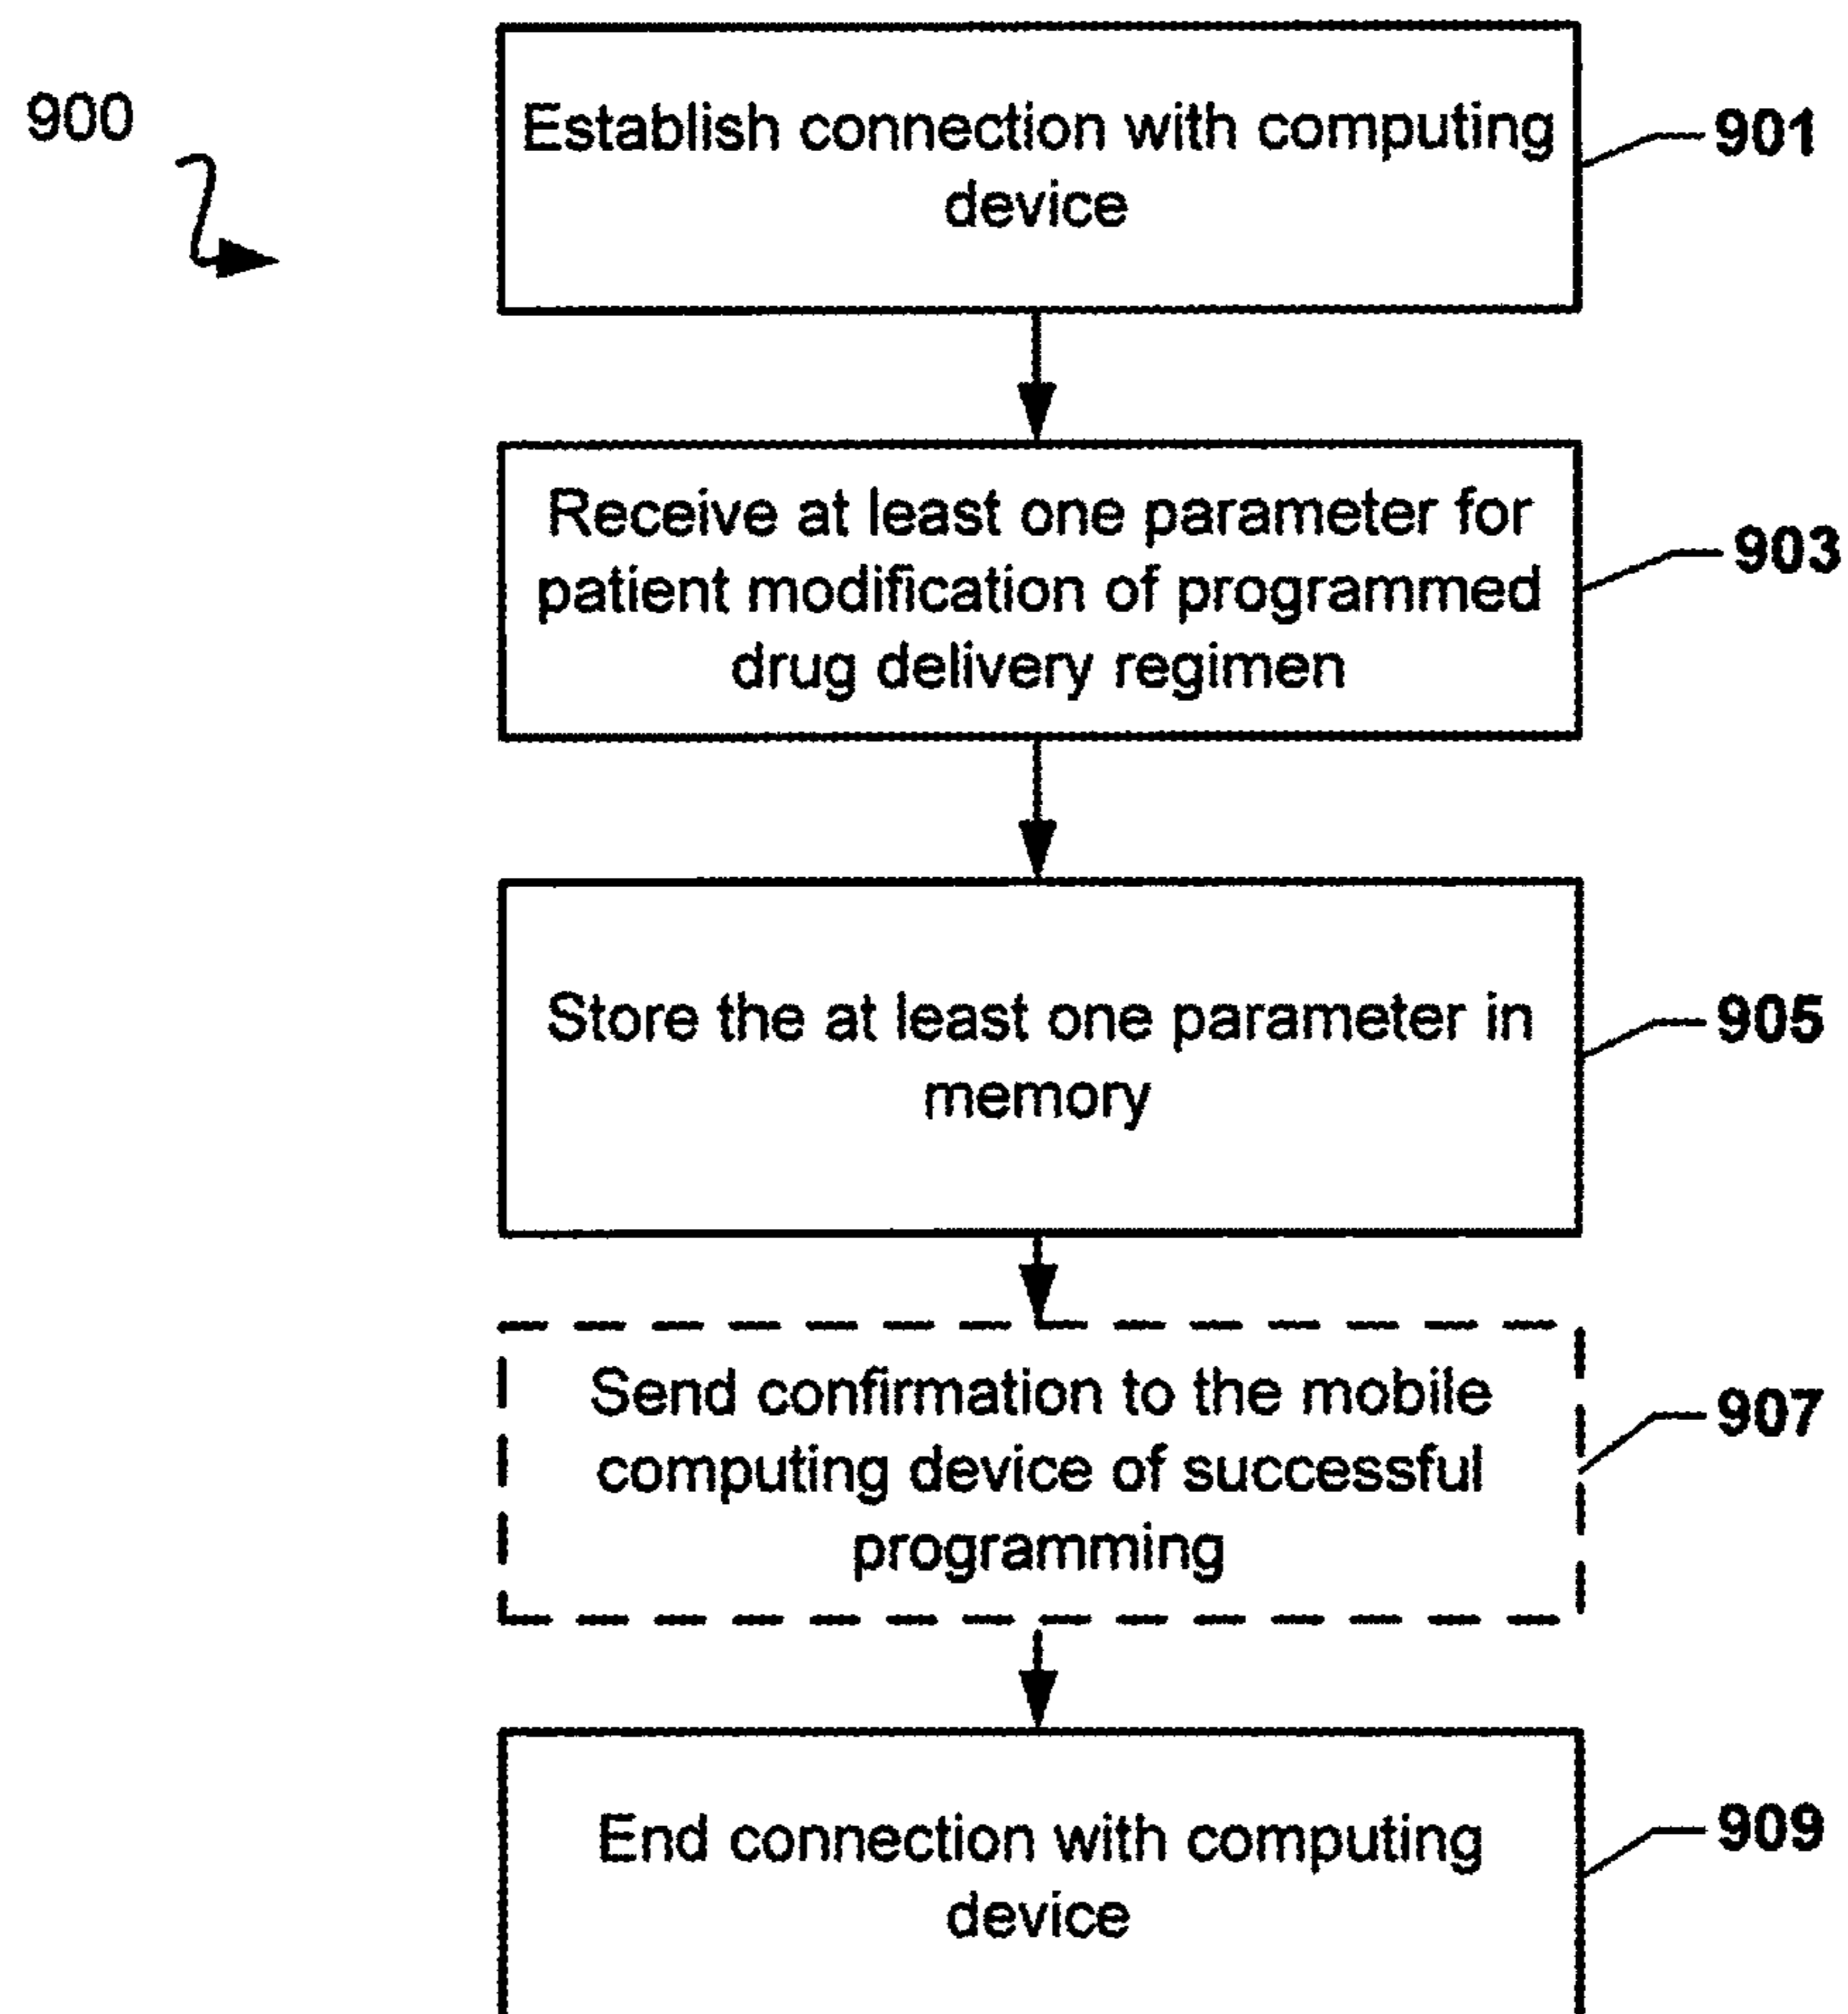 900
Establish connection with computing
device
901
Receive at least one parameter for
patient modification of programmed
drug delivery regimen
903
Store the at least one parameter in
memory
905
Send confirmation to the mobile
computing device of successful
programming
907
End connection with computing
device
909